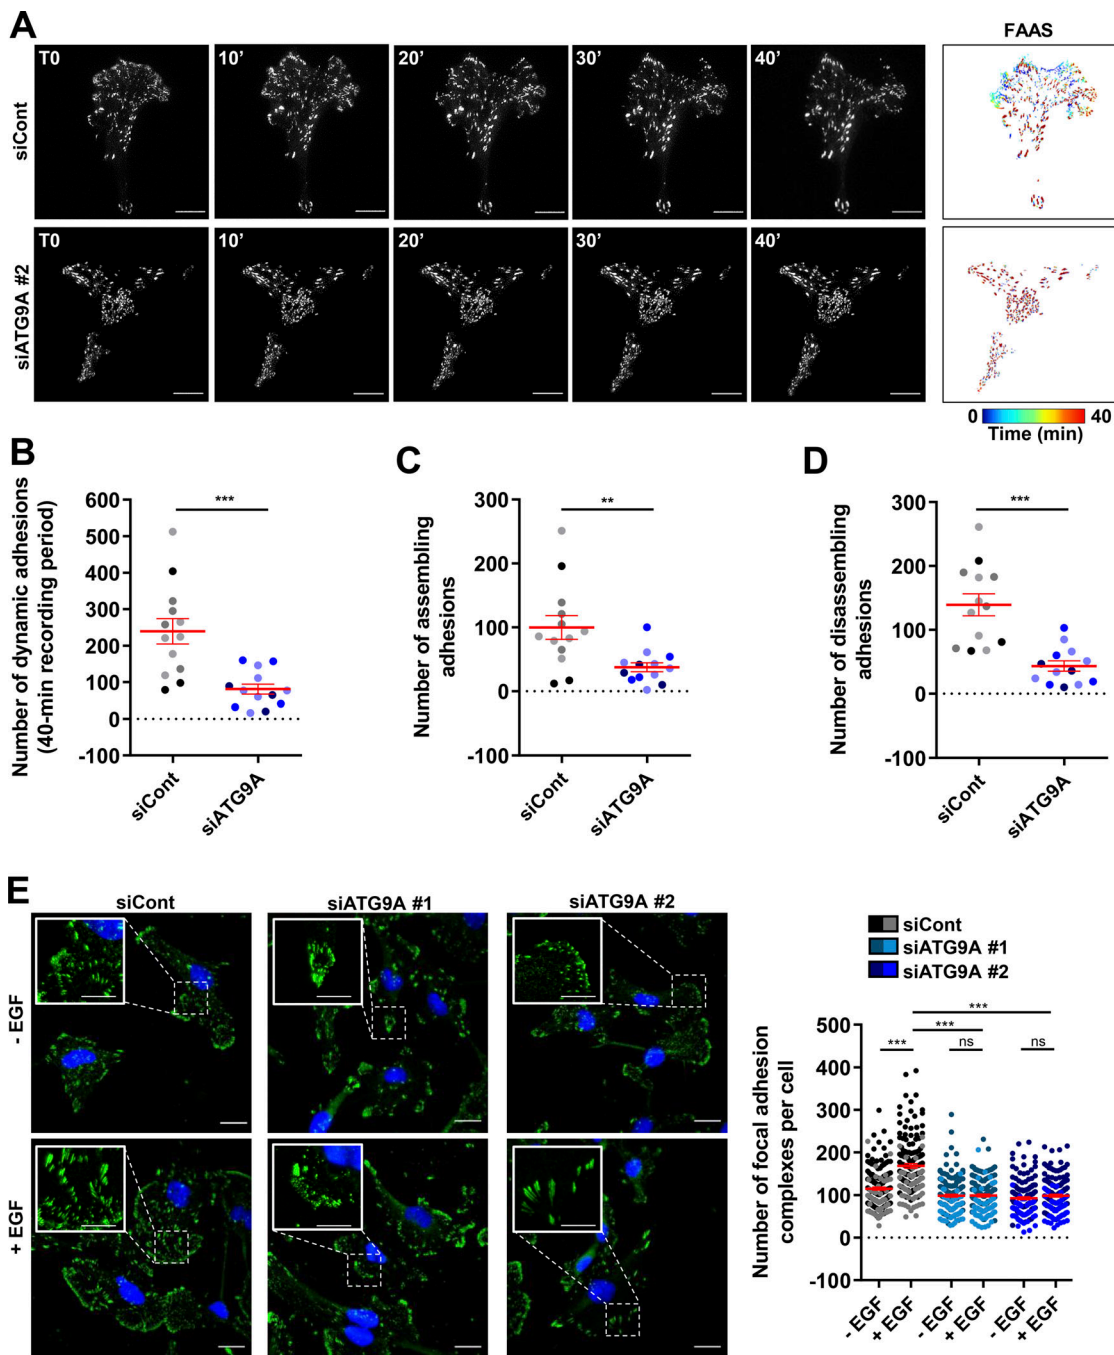 A
FAAS
siCont
T0
10'
20'
30'
40'
siATG9A #2
T0
10'
20'
30'
40'
0
40
Time (min)
B
Number of dynamic adhesions
(40-min recording period)
600
500
400
300
200
100
0
-100
***
siCont
siATG9A
C
Number of assembling
adhesions
300
200
100
0
-100
**
siCont
siATG9A
D
Number of disassembling
adhesions
300
200
100
0
-100
***
siCont
siATG9A
E
siCont
siATG9A #1
siATG9A #2
- EGF
+ EGF
siCont
siATG9A #1
siATG9A #2
Number of focal adhesion
complexes per cell
500
400
300
200
100
0
-100
***
***
***
ns
ns
- EGF
+ EGF
- EGF
+ EGF
- EGF
+ EGF